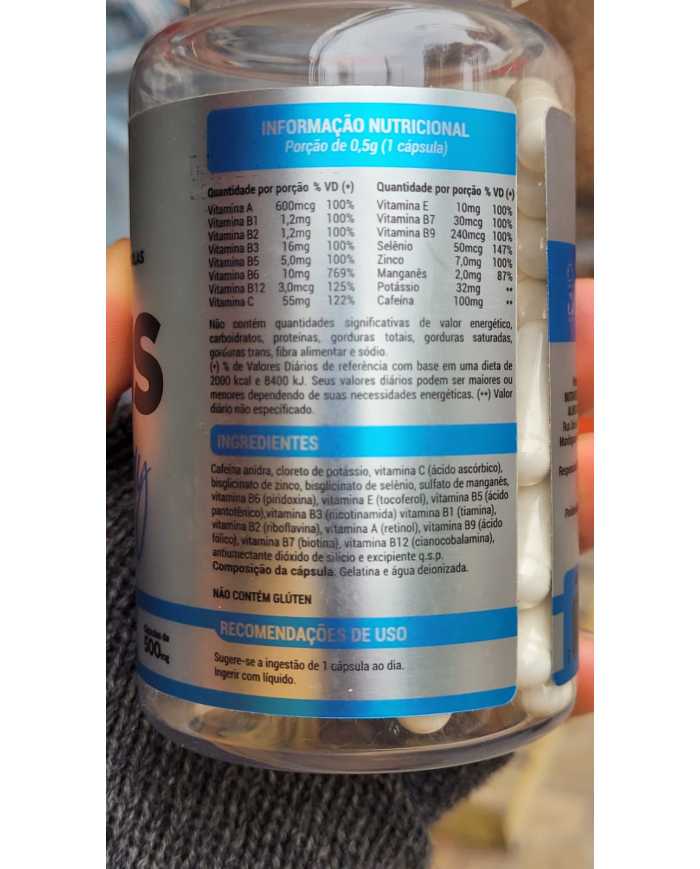 INFORMAÇÃO NUTRICIONAL
Porção de 0,5g (1 cápsula)
Quantidade por porção % VD (*)
Vitamina A 600mcg 100%
Vitamina B1 1,2mg 100%
Vitamina B2 1,2mg 100%
Vitamina B3 16mg 100%
Vitamina B5 5,0mg 100%
Vitamina B6 10mg 769%
Vitamina B12 3,0mcg 125%
Vitamina C 55mg 122%
Quantidade por porção % VD (*)
Vitamina E 10mg 100%
Vitamina B7 30mcg 100%
Vitamina B9 240mcg 100%
Selênio 50mcg 147%
Zinco 7,0mg 100%
Manganês 2,0mg 87%
Potássio 32mg **
Cafeína 100mg **
Não contém quantidades significativas de valor energético,
carboidratos, proteínas, gorduras totais, gorduras saturadas,
gorduras trans, fibra alimentar e sódio.
(*) % de Valores Diários de referência com base em uma dieta de
2000 kcal e 8400 kJ. Seus valores diários podem ser maiores ou
menores dependendo de suas necessidades energéticas. (**) Valor
diário não especificado.
INGREDIENTES
Cafeína anidra, cloreto de potássio, vitamina C (ácido ascórbico),
bisglicinato de zinco, bisglicinato de selênio, sulfato de manganês,
vitamina B6 (piridoxina), vitamina E (tocoferol), vitamina B5 (ácido
pantotênico),vitamina B3 (nicotinamida) vitamina B1 (tiamina),
vitamina B2 (riboflavina), vitamina A (retinol), vitamina B9 (ácido
fólico), vitamina B7 (biotina), vitamina B12 (cianocobalamina),
antiumectante dióxido de silício e excipiente q.s.p.
Composição da cápsula: Gelatina e água deionizada.
NÃO CONTÉM GLÚTEN
RECOMENDAÇÕES DE USO
Sugere-se a ingestão de 1 cápsula ao dia.
Ingerir com líquido.
Cápsulas de
500mg